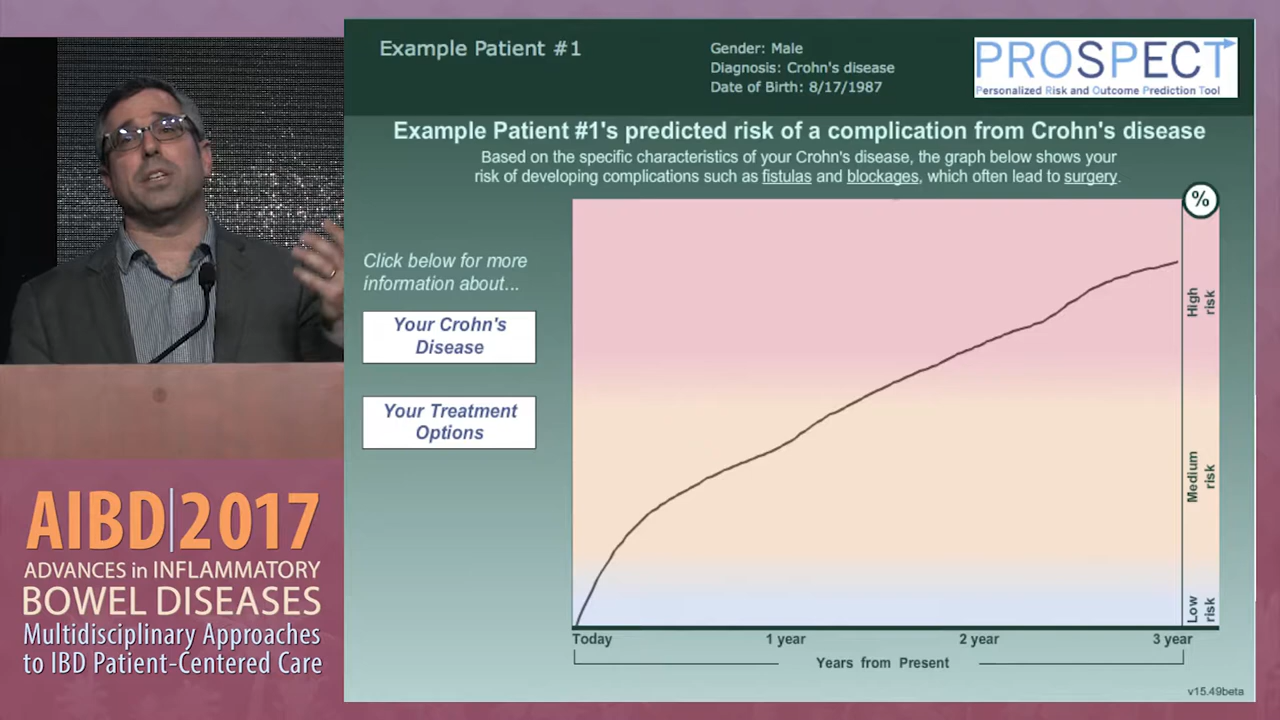 Example Patient #1
Gender: Male
Diagnosis: Crohn's disease
Date of Birth: 8/17/1987
PROSPECT
Personalized Risk and Outcome Prediction Tool
Example Patient #1's predicted risk of a complication from Crohn's disease
Based on the specific characteristics of your Crohn's disease, the graph below shows your
risk of developing complications such as fistulas and blockages, which often lead to surgery.
%
Click below for more
information about...
Your Crohn's
Disease
Your Treatment
Options
High
risk
Medium
risk
Low
risk
Today
1 year
2 year
3 year
Years from Present
v15.49beta
AIBD|2017
ADVANCES in INFLAMMATORY
BOWEL DISEASES
Multidisciplinary Approaches
to IBD Patient-Centered Care